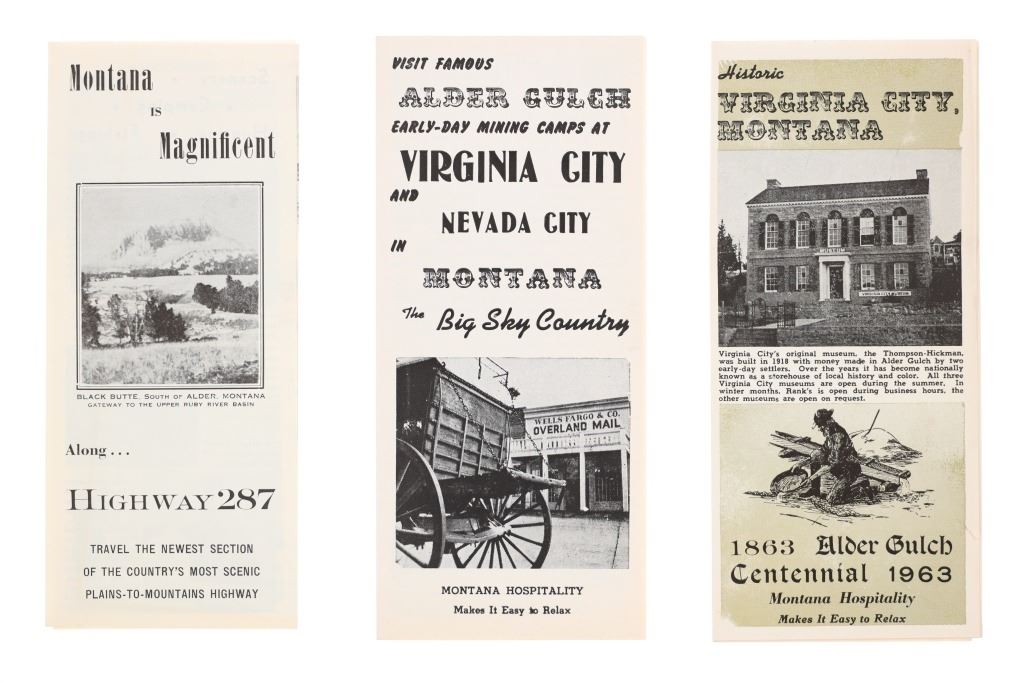 Montana
IS
Magnificent
BLACK BUTTE, SOUTH OF ALDER, MONTANA
GATEWAY TO THE UPPER RUBY RIVER BASIN
Along...
HIGHWAY 287
TRAVEL THE NEWEST SECTION
OF THE COUNTRY'S MOST SCENIC
PLAINS-TO-MOUNTAINS HIGHWAY
VISIT FAMOUS
ALDER GULCH
EARLY-DAY MINING CAMPS AT
VIRGINIA CITY
AND
NEVADA CITY
IN
MONTANA
The Big Sky Country
WELLS FARGO & CO.
OVERLAND MAIL
MONTANA HOSPITALITY
Makes It Easy to Relax
Historic
VIRGINIA CITY,
MONTANA
MUSEUM
VIRGINIA CITY MUSEUM
Virginia City's original museum, the Thompson-Hickman,
was built in 1918 with money made in Alder Gulch by two
early-day settlers. Over the years it has become nationally
known as a storehouse of local history and color. All three
Virginia City museums are open during the summer. In
winter months, Rank's is open during business hours, the
other museums are open on request.
1863 Alder Gulch
Centennial 1963
Montana Hospitality
Makes It Easy to Relax